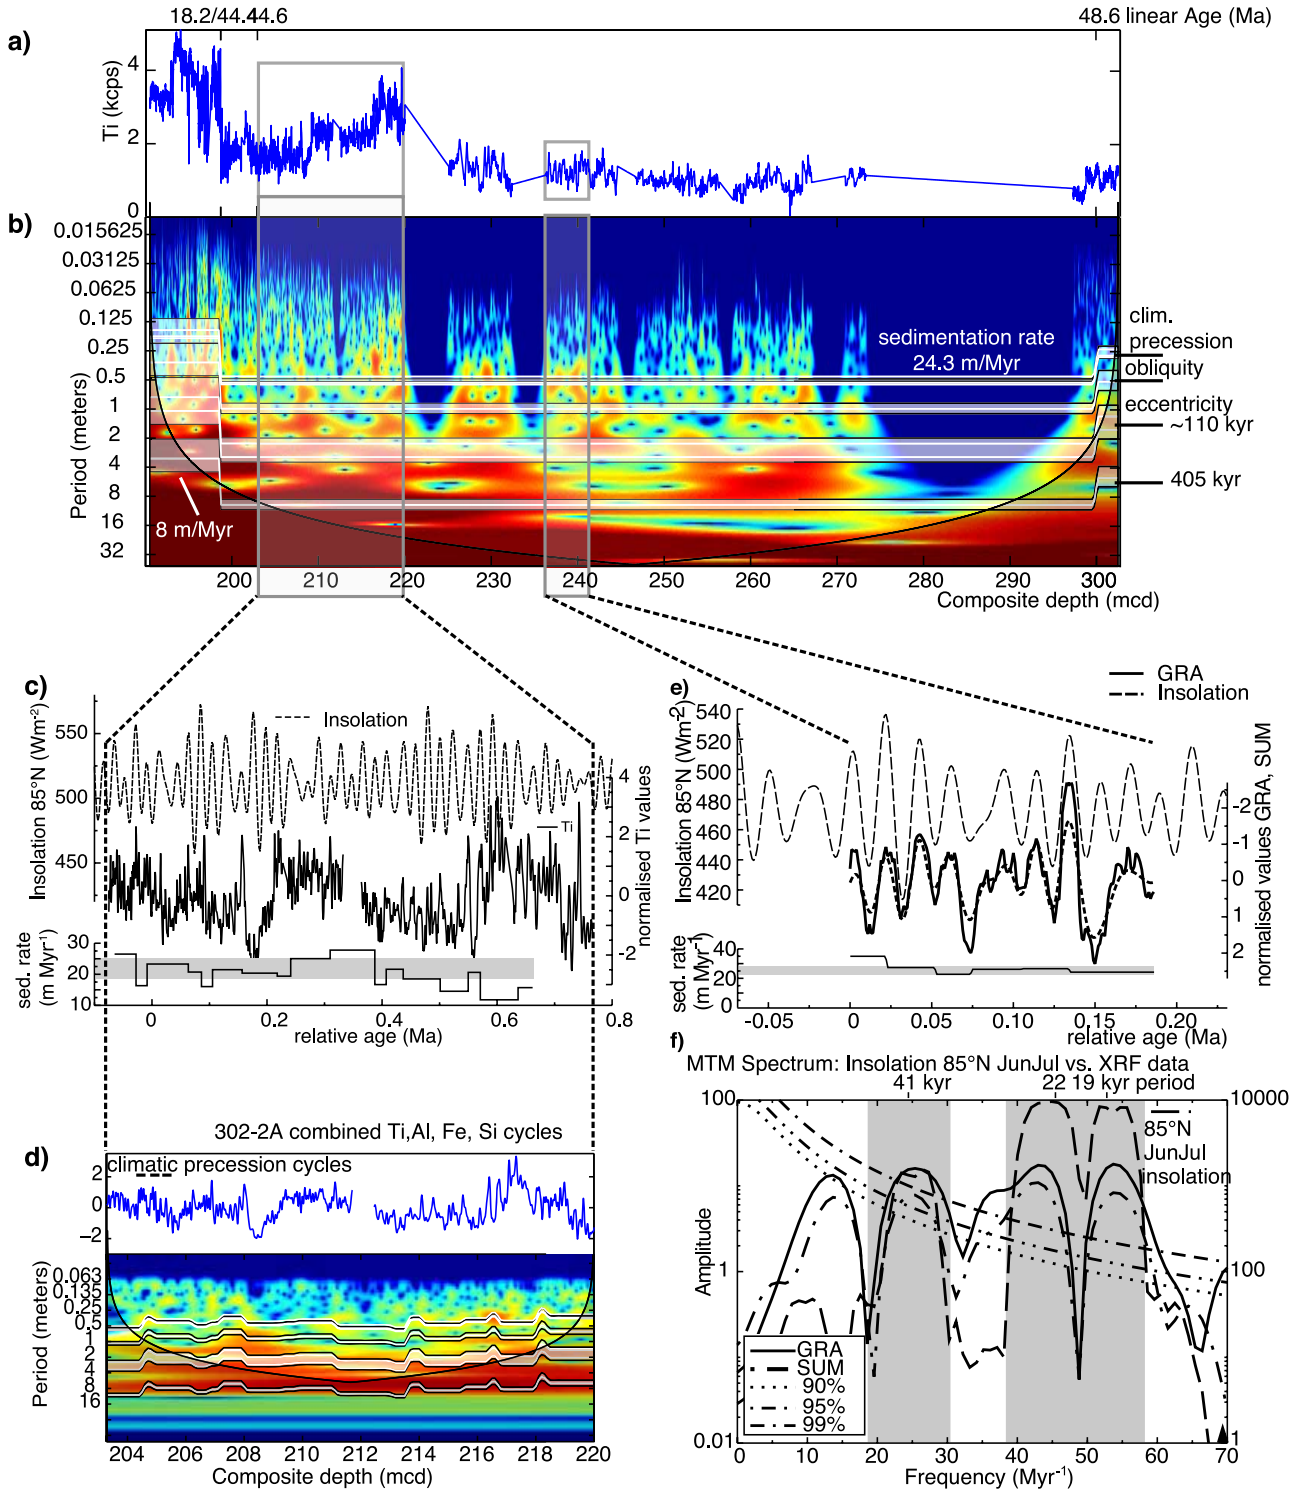 18.2/44.4 44.6 48.6 linear Age (Ma)
a)
Ti (kcps)
4
2
0
b)
0.015625
0.03125
0.0625
0.125
0.25
0.5
1
2
4
8
16
32
Period (meters)
sedimentation rate
24.3 m/Myr
8 m/Myr
clim.
precession
obliquity
eccentricity
~110 kyr
405 kyr
200 210 220 230 240 250 260 270 280 290 300
Composite depth (mcd)
c)
Insolation 85°N (Wm-2)
550
500
450
Insolation
Ti
4
2
0
-2
normalised Ti values
sed. rate
(m Myr-1)
30
20
10
0 0.2 0.4 0.6 0.8
relative age (Ma)
e)
GRA
Insolation
Insolation 85°N (Wm-2)
540
520
500
480
460
440
420
-2
-1
0
1
2
normalised values GRA, SUM
sed. rate
(m Myr-1)
40
30
20
10
0
-0.05 0 0.05 0.10 0.15 0.20
relative age (Ma)
302-2A combined Ti,Al, Fe, Si cycles
d)
climatic precession cycles
2
0
−2
Period (meters)
0.063
0.135
0.25
0.5
1
2
4
8
16
204 206 208 210 212 214 216 218 220
Composite depth (mcd)
f)
MTM Spectrum: Insolation 85°N JunJul vs. XRF data
41 kyr 22 19 kyr period
100
1
0.01
Amplitude
10000
100
1
85°N
JunJul
insolation
GRA
SUM
90%
95%
99%
0 10 20 30 40 50 60 70
Frequency (Myr-1)